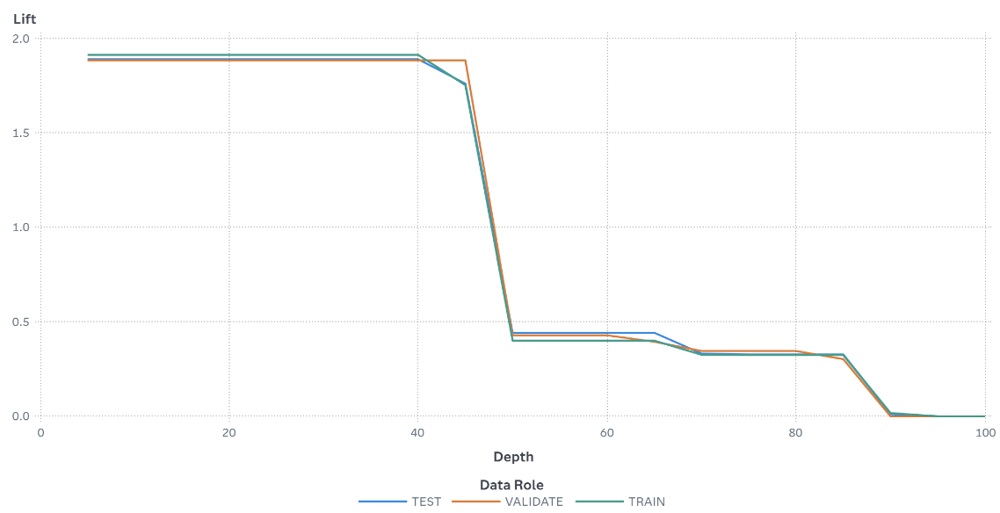 Lift
2.0
1.5
1.0
0.5
0.0
0 20 40 60 80 100
Depth
Data Role
TEST VALIDATE TRAIN